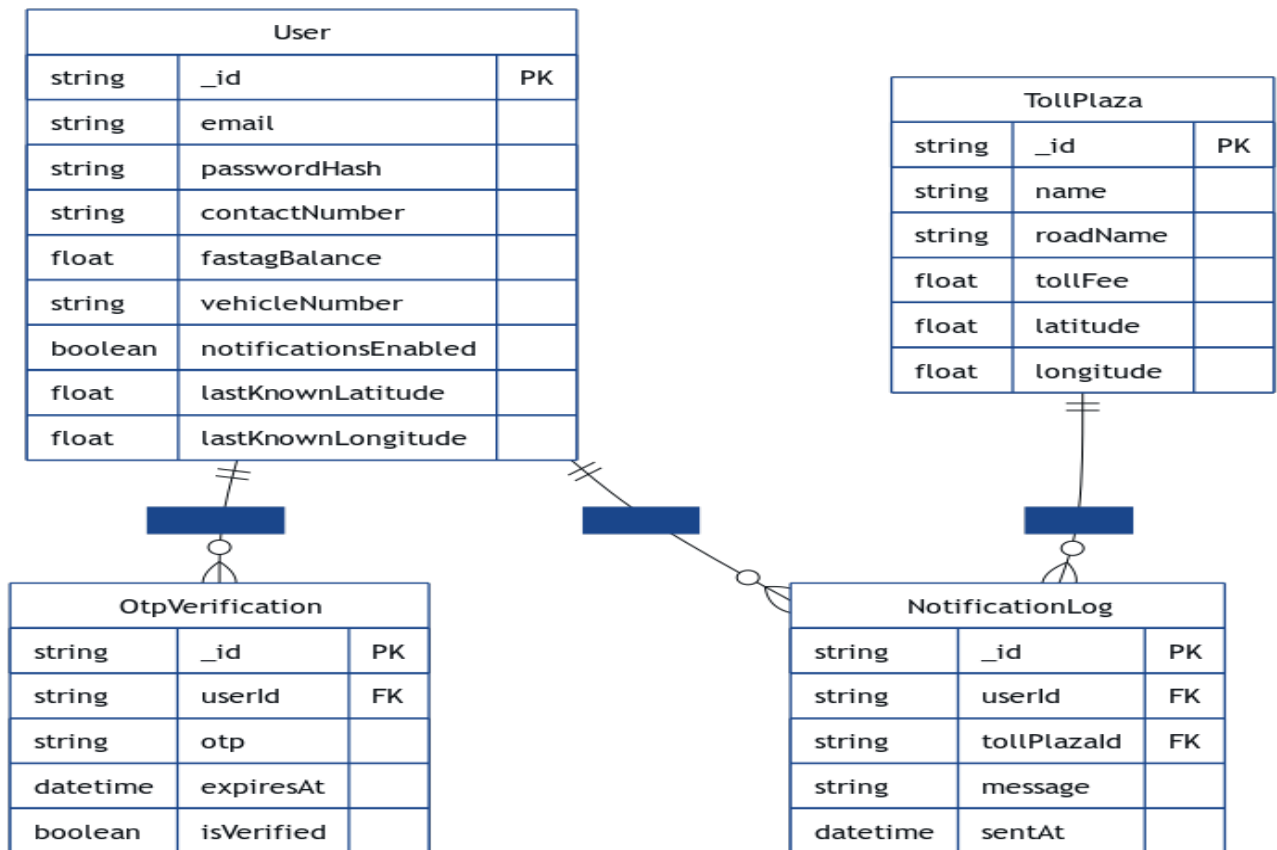 User
string _id PK
string email
string passwordHash
string contactNumber
float fastagBalance
string vehicleNumber
boolean notificationsEnabled
float lastKnownLatitude
float lastKnownLongitude
TollPlaza
string _id PK
string name
string roadName
float tollFee
float latitude
float longitude
OtpVerification
string _id PK
string userId FK
string otp
datetime expiresAt
boolean isVerified
NotificationLog
string _id PK
string userId FK
string tollPlazaId FK
string message
datetime sentAt